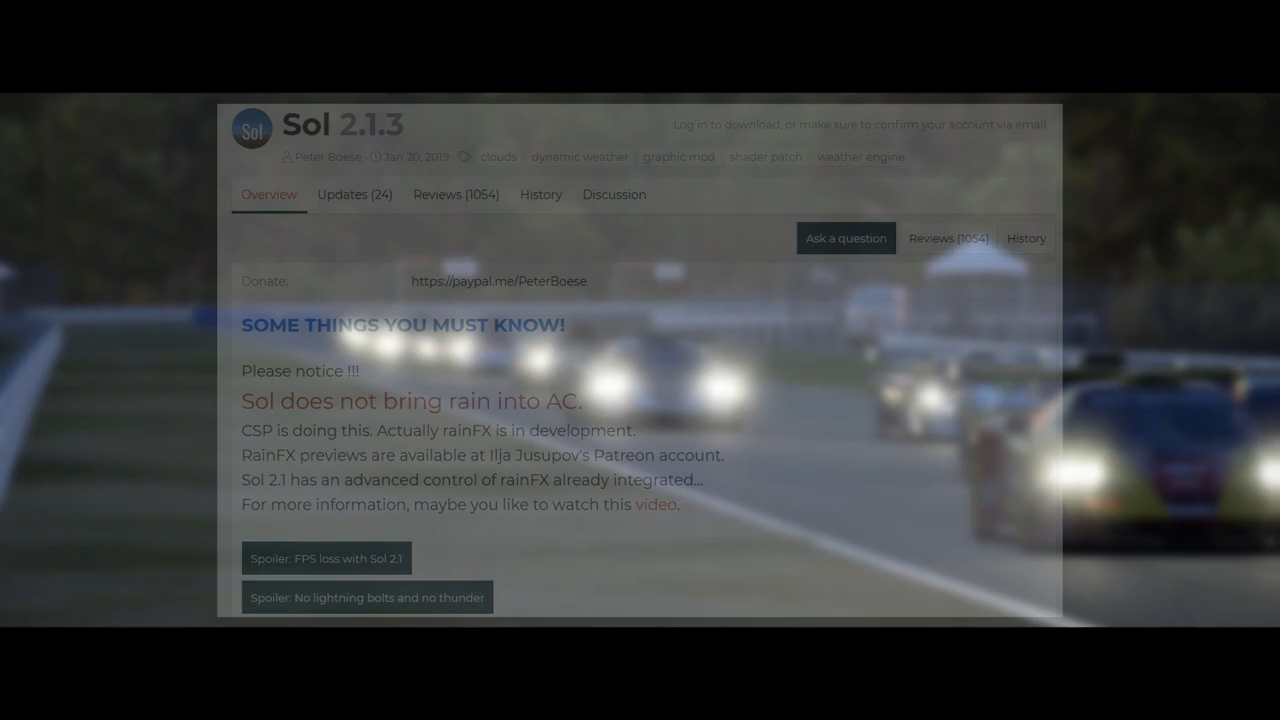 Sol
Sol 2.1.3
Log in to download, or make sure to confirm your account via email
Peter Boese Jan 20, 2019 clouds dynamic weather graphic mod shader patch weather engine
Overview Updates (24) Reviews (1054) History Discussion
Ask a question Reviews (1054) History
Donate: https://paypal.me/PeterBoese
SOME THINGS YOU MUST KNOW!
Please notice !!!
Sol does not bring rain into AC.
CSP is doing this. Actually rainFX is in development.
RainFX previews are available at Ilja Jusupov's Patreon account.
Sol 2.1 has an advanced control of rainFX already integrated...
For more information, maybe you like to watch this video.
Spoiler: FPS loss with Sol 2.1
Spoiler: No lightning bolts and no thunder